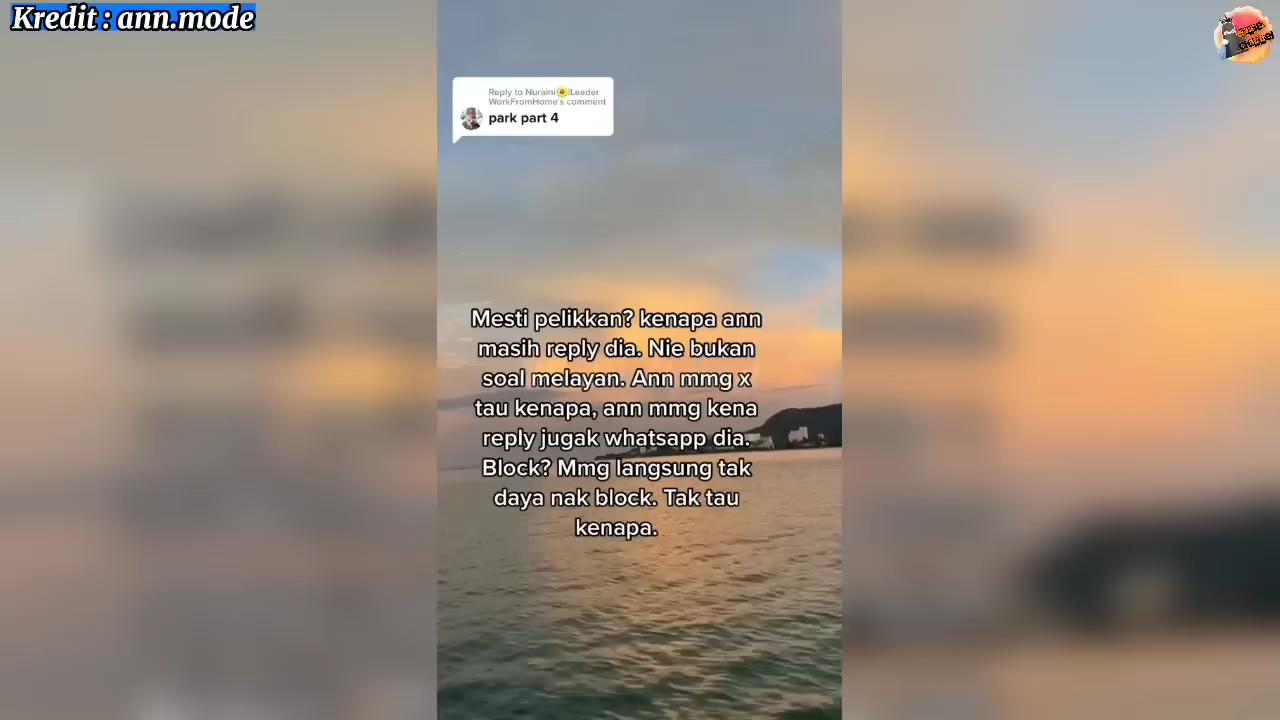 Kredit : ann.mode
Reply to Nuraini🌻|Leader
WorkFromHome's comment
park part 4
Mesti pelikkan? kenapa ann
masih reply dia. Nie bukan
soal melayan. Ann mmg x
tau kenapa, ann mmg kena
reply jugak whatsapp dia.
Block? Mmg langsung tak
daya nak block. Tak tau
kenapa.